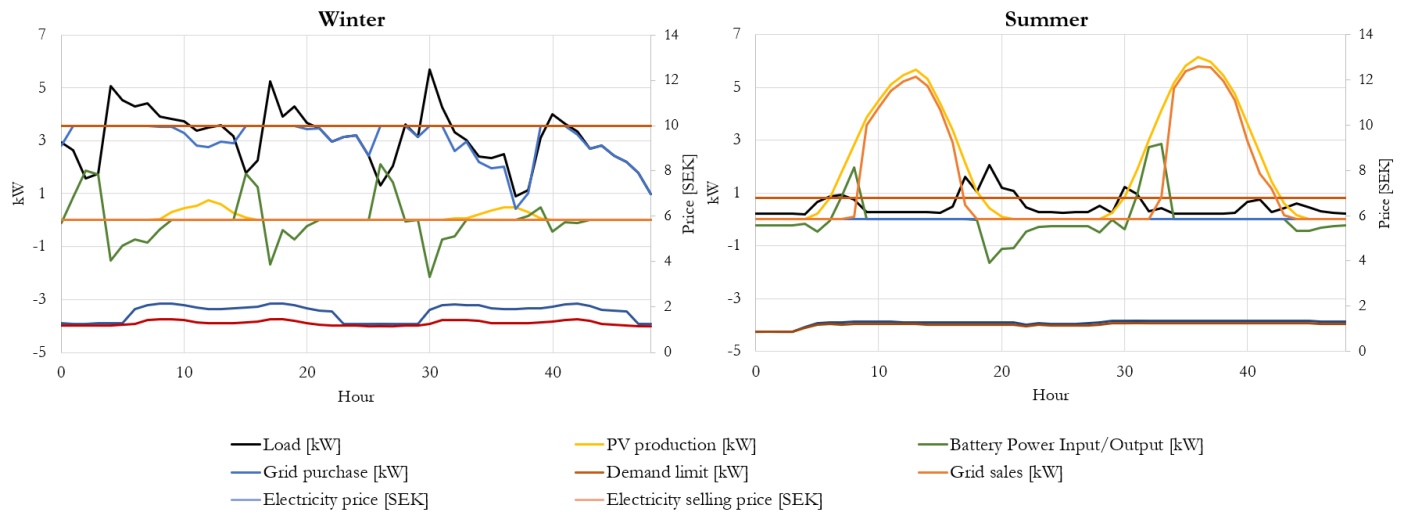 Winter
7
5
3
1
-1
-3
-5
kW
14
12
10
8
6
4
2
0
Price [SEK]
0
10
20
30
40
Hour
Summer
7
5
3
1
-1
-3
-5
kW
14
12
10
8
6
4
2
0
Price [SEK]
0
10
20
30
40
Hour
Load [kW]
PV production [kW]
Battery Power Input/Output [kW]
Grid purchase [kW]
Demand limit [kW]
Grid sales [kW]
Electricity price [SEK]
Electricity selling price [SEK]